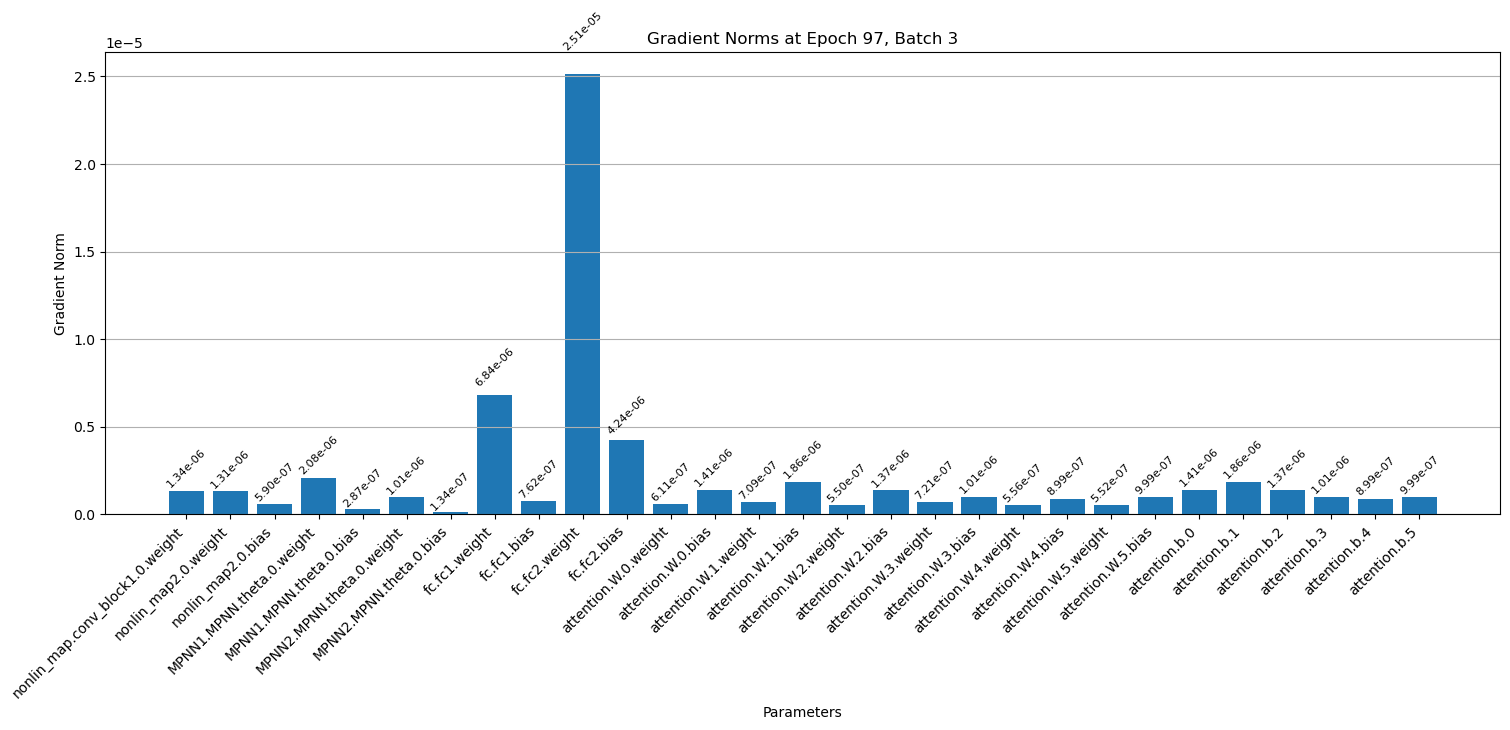 Gradient Norms at Epoch 97, Batch 3
1e−5
2.5
2.0
1.5
1.0
0.5
0.0
Gradient Norm
1.34e-06
1.31e-06
5.90e-07
2.08e-06
2.87e-07
1.01e-06
1.34e-07
6.84e-06
7.62e-07
2.51e-05
4.24e-06
6.11e-07
1.41e-06
7.09e-07
1.86e-06
5.50e-07
1.37e-06
7.21e-07
1.01e-06
5.56e-07
8.99e-07
5.52e-07
9.99e-07
1.41e-06
1.86e-06
1.37e-06
1.01e-06
8.99e-07
9.99e-07
nonlin_map.conv_block1.0.weight
nonlin_map2.0.weight
nonlin_map2.0.bias
MPNN1.MPNN.theta.0.weight
MPNN1.MPNN.theta.0.bias
MPNN2.MPNN.theta.0.weight
MPNN2.MPNN.theta.0.bias
fc.fc1.weight
fc.fc1.bias
fc.fc2.weight
fc.fc2.bias
attention.W.0.weight
attention.W.0.bias
attention.W.1.weight
attention.W.1.bias
attention.W.2.weight
attention.W.2.bias
attention.W.3.weight
attention.W.3.bias
attention.W.4.weight
attention.W.4.bias
attention.W.5.weight
attention.W.5.bias
attention.b.0
attention.b.1
attention.b.2
attention.b.3
attention.b.4
attention.b.5
Parameters